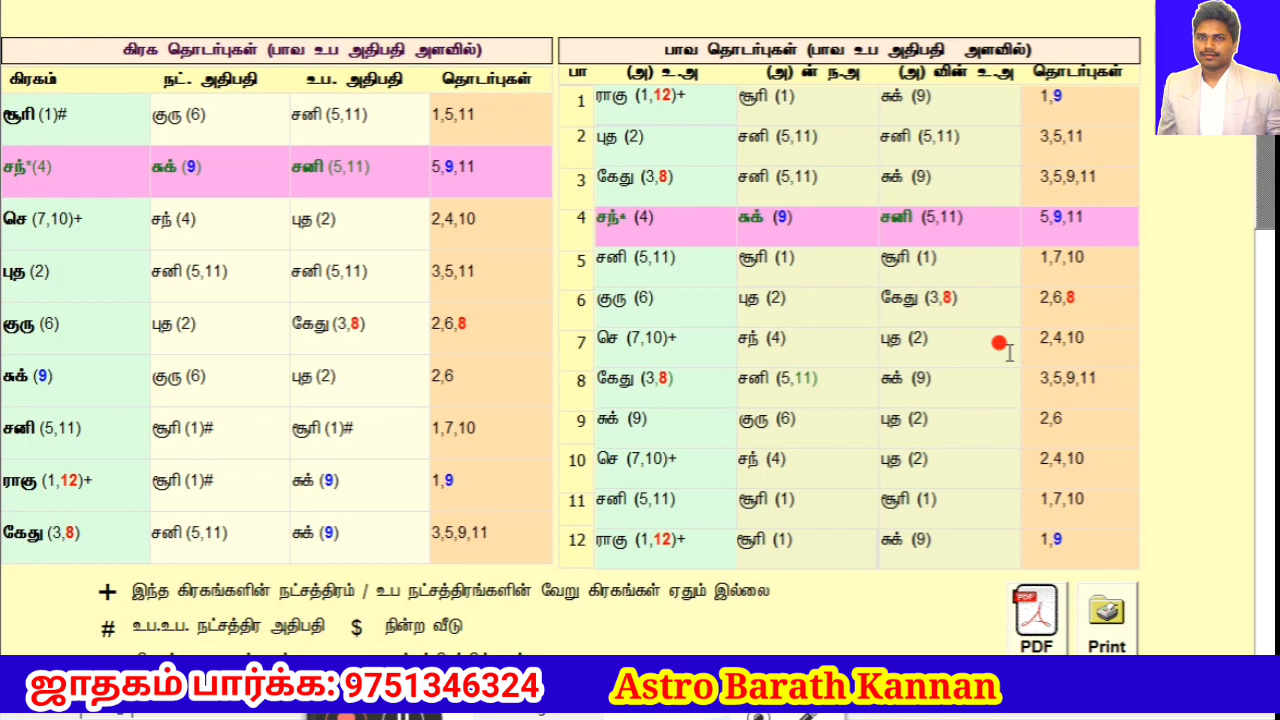 கிரக தொடர்புகள் (பாவ உப அதிபதி அளவில்)
கிரகம் நட். அதிபதி உப. அதிபதி தொடர்புகள்
சூரி (1)# குரு (6) சனி (5,11) 1,5,11
சந்*(4) சுக் (9) சனி (5,11) 5,9,11
செ (7,10)+ சந் (4) புத (2) 2,4,10
புத (2) சனி (5,11) சனி (5,11) 3,5,11
குரு (6) புத (2) கேது (3,8) 2,6,8
சுக் (9) குரு (6) புத (2) 2,6
சனி (5,11) சூரி (1)# சூரி (1)# 1,7,10
ராகு (1,12)+ சூரி (1)# சுக் (9) 1,9
கேது (3,8) சனி (5,11) சுக் (9) 3,5,9,11
பாவ தொடர்புகள் (பாவ உப அதிபதி அளவில்)
பா (அ) உ.அ (அ) ன் ந.அ (அ) வின் உ.அ தொடர்புகள்
1 ராகு (1,12)+ சூரி (1) சுக் (9) 1,9
2 புத (2) சனி (5,11) சனி (5,11) 3,5,11
3 கேது (3,8) சனி (5,11) சுக் (9) 3,5,9,11
4 சந்* (4) சுக் (9) சனி (5,11) 5,9,11
5 சனி (5,11) சூரி (1) சூரி (1) 1,7,10
6 குரு (6) புத (2) கேது (3,8) 2,6,8
7 செ (7,10)+ சந் (4) புத (2) 2,4,10
8 கேது (3,8) சனி (5,11) சுக் (9) 3,5,9,11
9 சுக் (9) குரு (6) புத (2) 2,6
10 செ (7,10)+ சந் (4) புத (2) 2,4,10
11 சனி (5,11) சூரி (1) சூரி (1) 1,7,10
12 ராகு (1,12)+ சூரி (1) சுக் (9) 1,9
+ இந்த கிரகங்களின் நட்சத்திரம் / உப நட்சத்திரங்களின் வேறு கிரகங்கள் ஏதும் இல்லை
# உப.உப. நட்சத்திர அதிபதி $ நின்ற வீடு
PDF
PDF Print
ஜாதகம் பார்க்க: 9751346324 Astro Barath Kannan